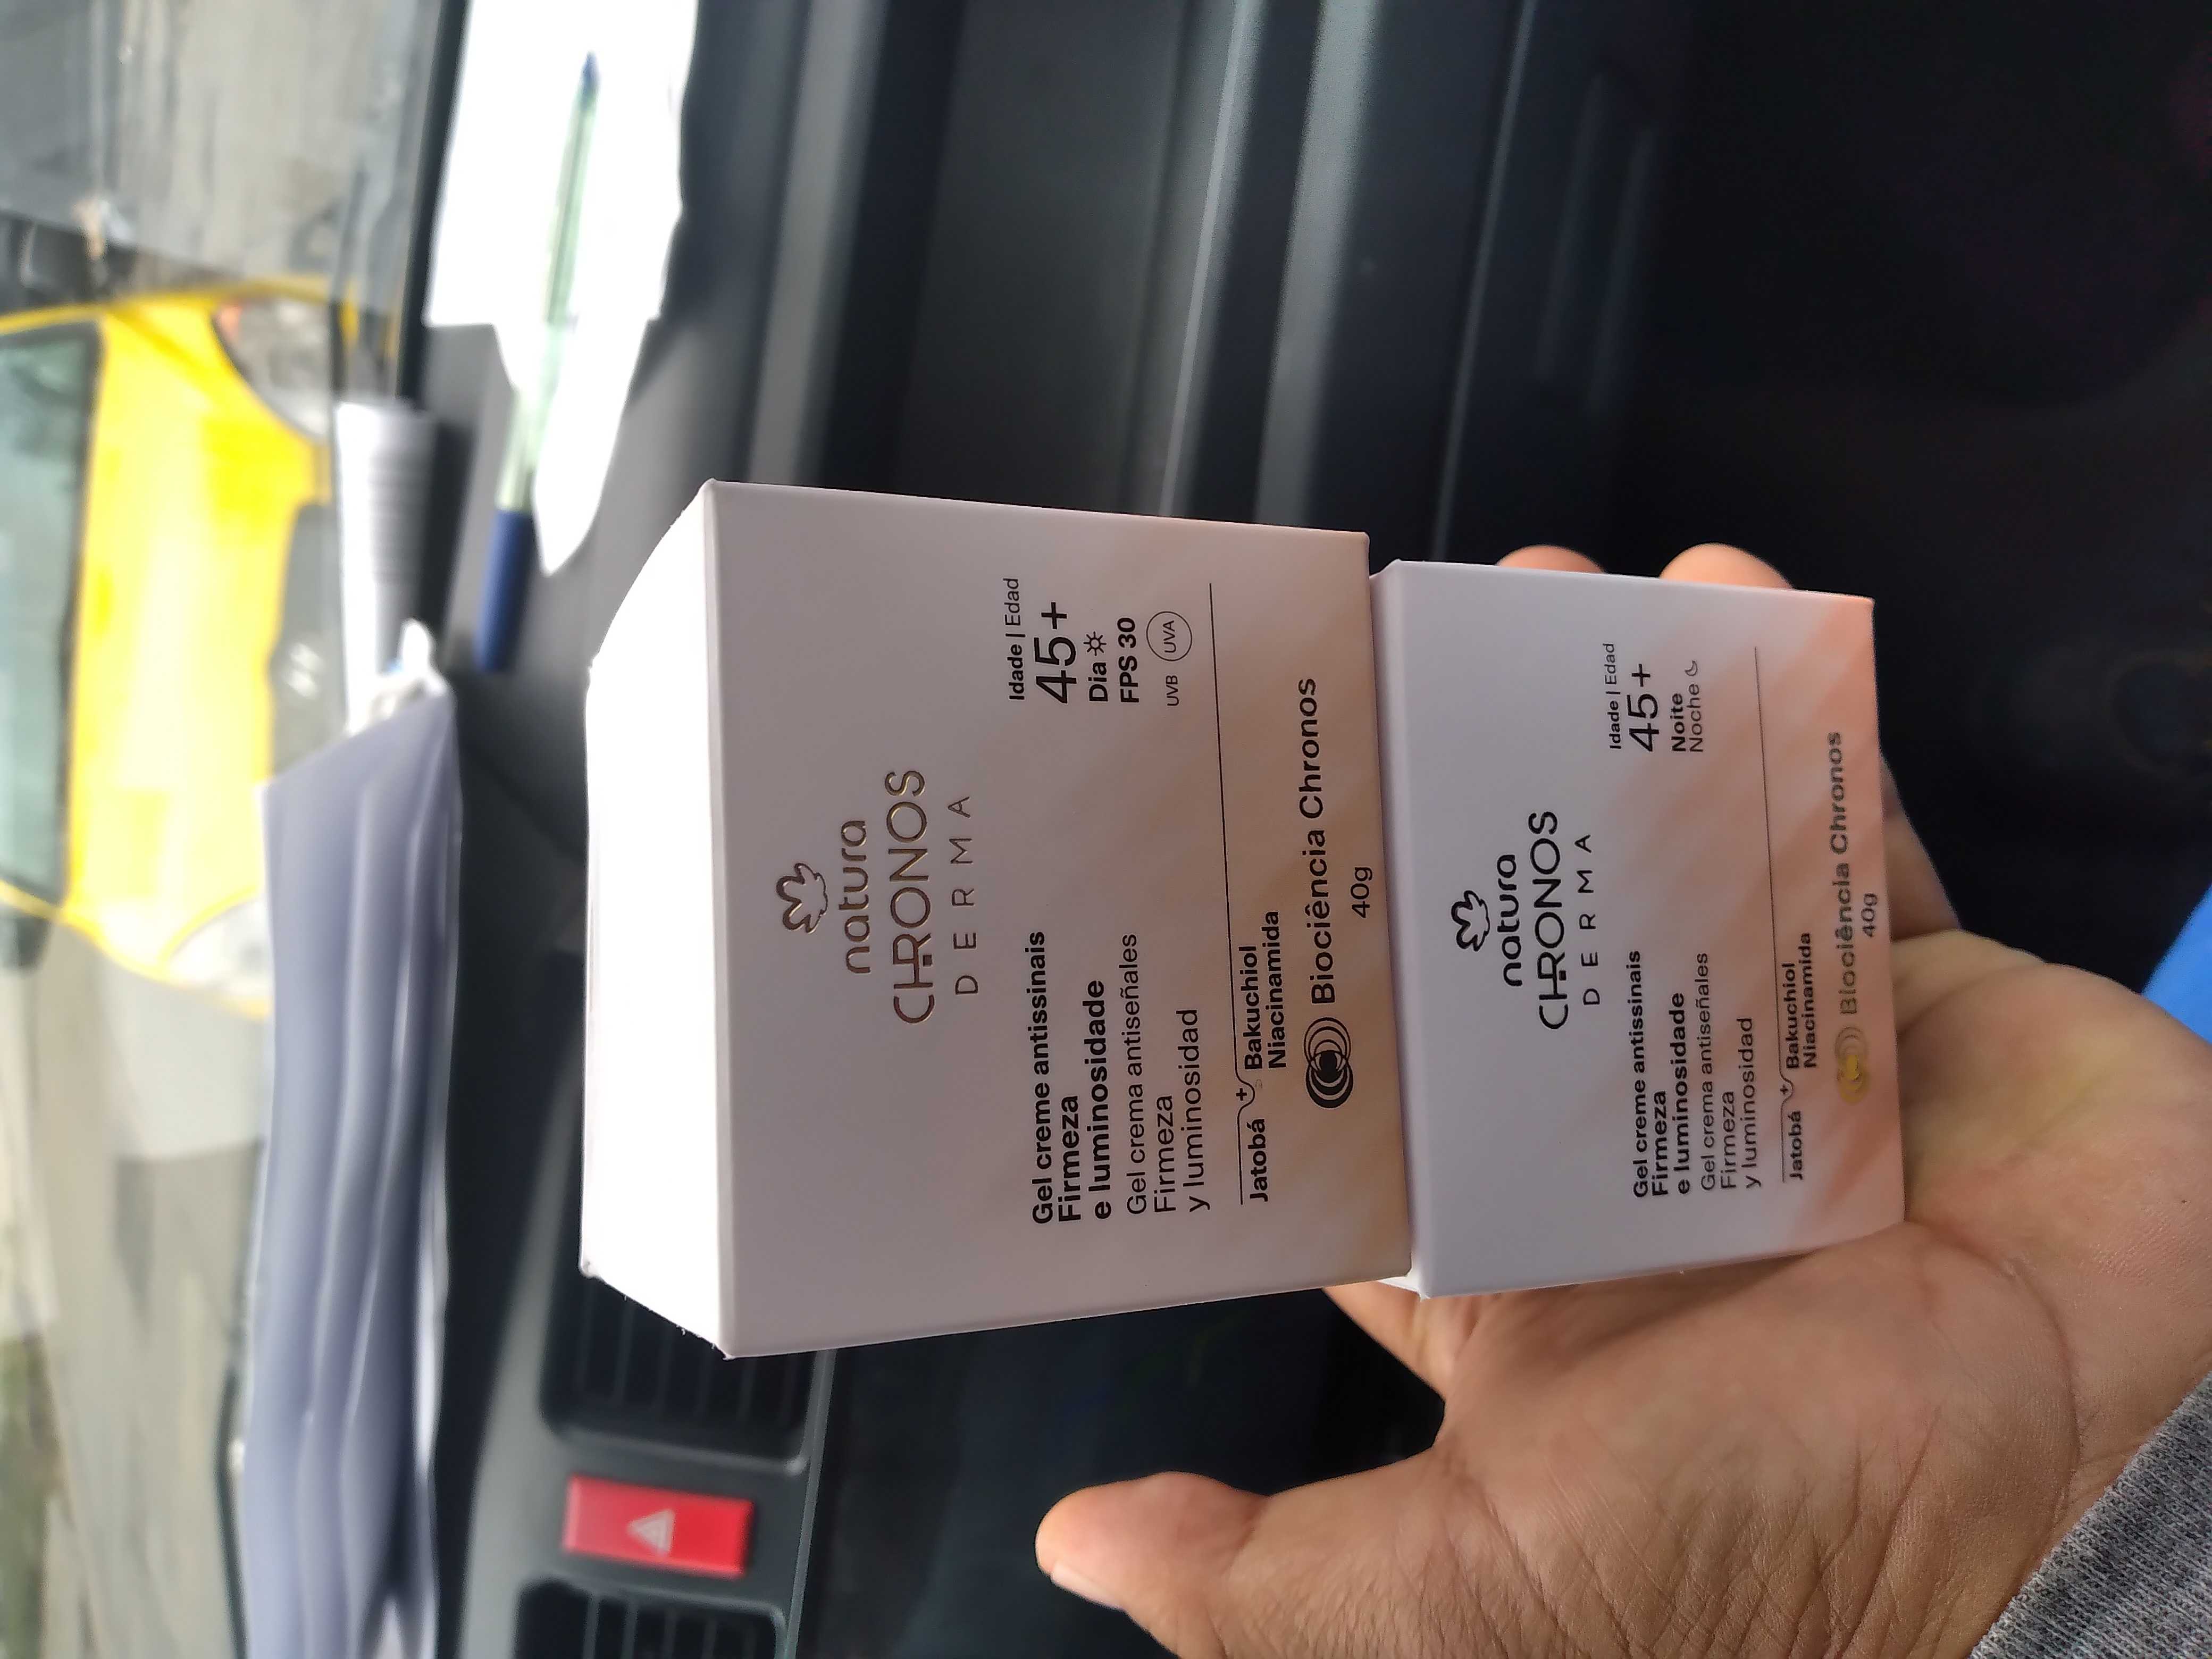 natura
CHRONOS
DERMA
Gel creme antissinais
Firmeza
e luminosidade
Gel crema antiseñales
Firmeza
y luminosidad
Idade | Edad
45+
Dia
FPS 30
UVB UVA
Jatobá + Bakuchiol
Niacinamida
Biociência Chronos
40g
natura
CHRONOS
DERMA
Gel creme antissinais
Firmeza
e luminosidade
Gel crema antiseñales
Firmeza
y luminosidad
Idade | Edad
45+
Noite
Noche
Jatobá + Bakuchiol
Niacinamida
Biociência Chronos
40g